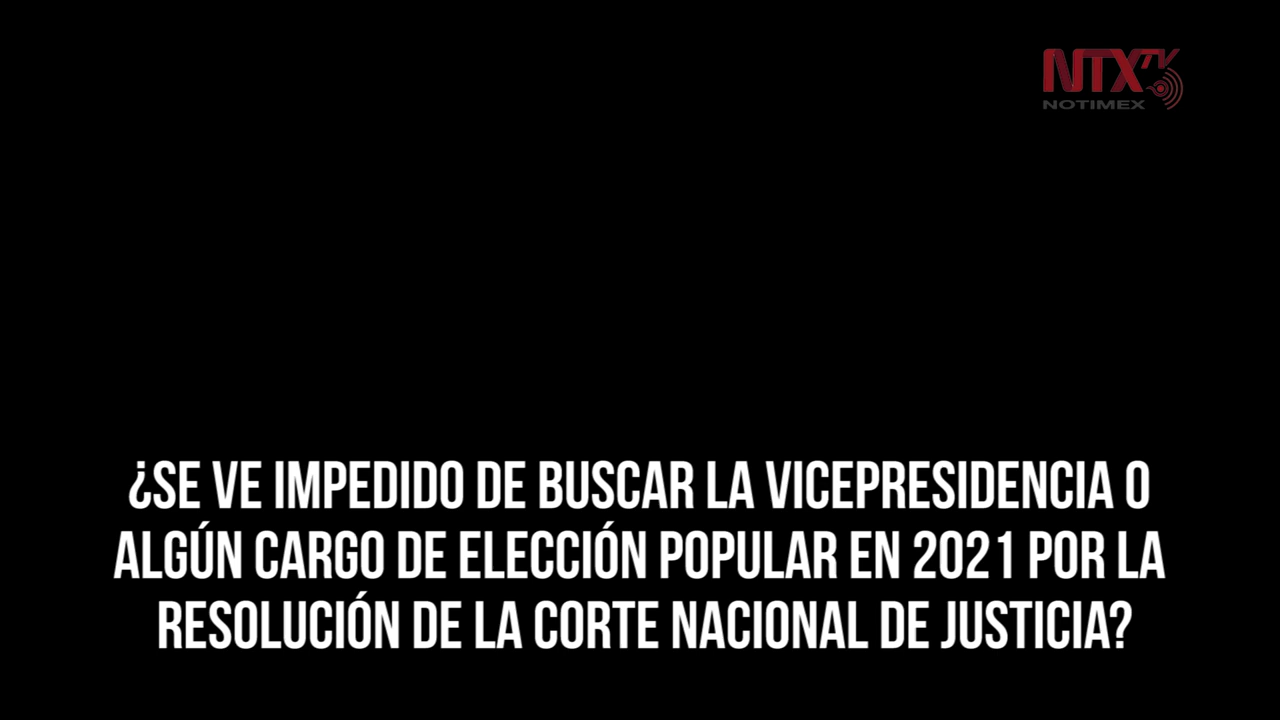 NTX TV
NOTIMEX
¿SE VE IMPEDIDO DE BUSCAR LA VICEPRESIDENCIA O
ALGÚN CARGO DE ELECCIÓN POPULAR EN 2021 POR LA
RESOLUCIÓN DE LA CORTE NACIONAL DE JUSTICIA?